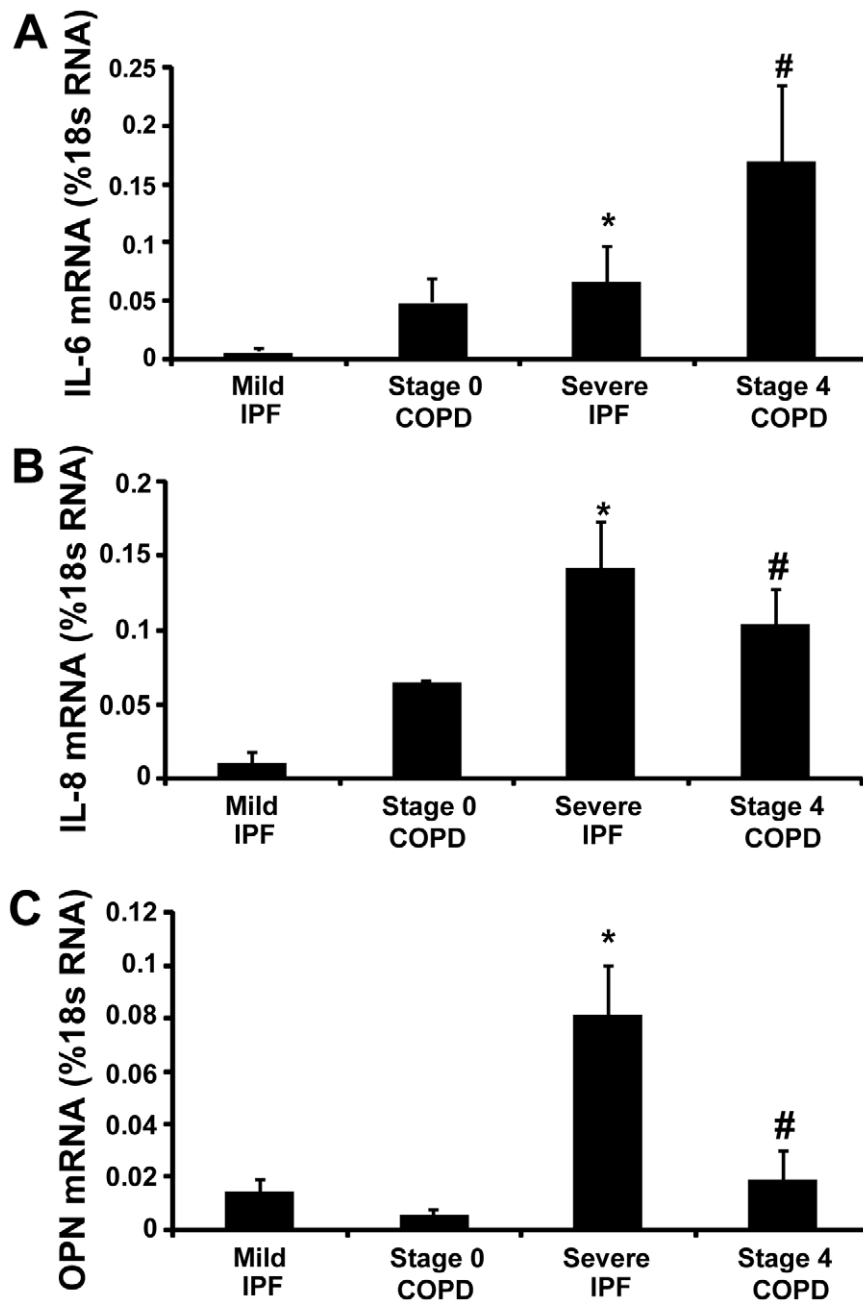 A
IL-6 mRNA (%18s RNA)
0.25
0.2
0.15
0.1
0.05
0
*
#
Mild
IPF
Stage 0
COPD
Severe
IPF
Stage 4
COPD
B
IL-8 mRNA (%18s RNA)
0.2
0.15
0.1
0.05
0
*
#
Mild
IPF
Stage 0
COPD
Severe
IPF
Stage 4
COPD
C
OPN mRNA (%18s RNA)
0.12
0.1
0.08
0.06
0.04
0.02
0
*
#
Mild
IPF
Stage 0
COPD
Severe
IPF
Stage 4
COPD